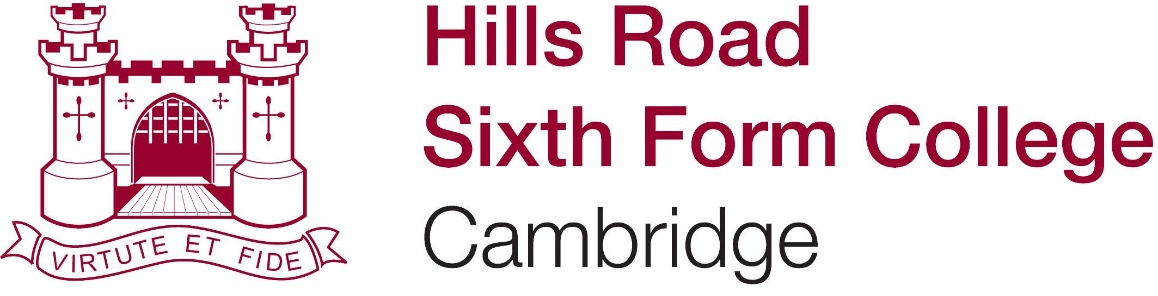 VIRTUTE ET FIDE
Hills Road
Sixth Form College
Cambridge